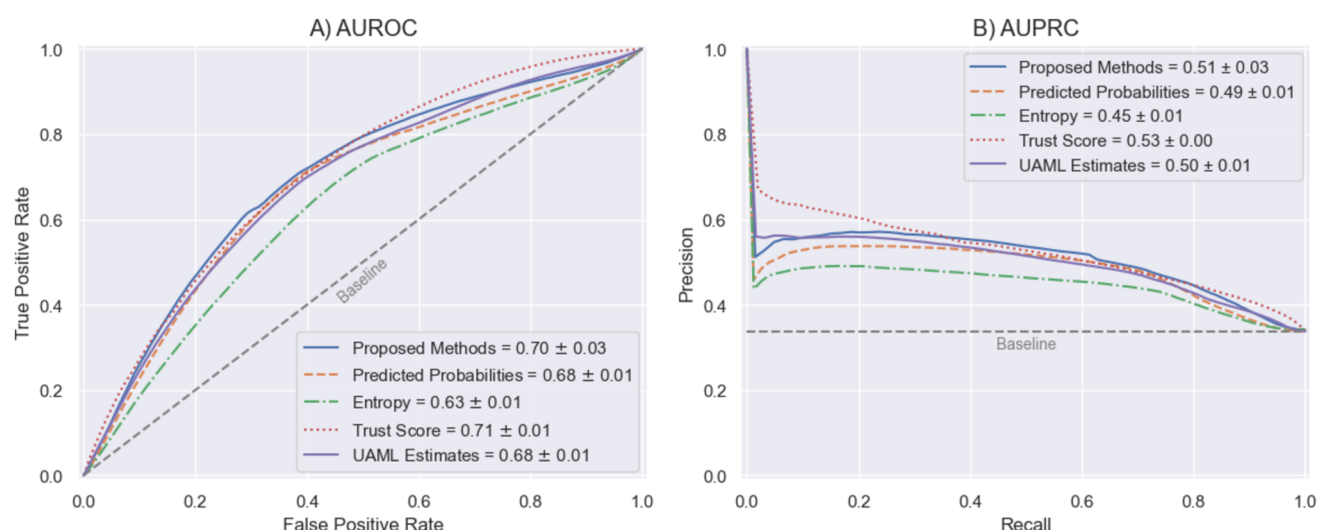 A) AUROC
True Positive Rate
1.0
0.8
0.6
0.4
0.2
0.0
Baseline
Proposed Methods = 0.70 ± 0.03
Predicted Probabilities = 0.68 ± 0.01
Entropy = 0.63 ± 0.01
Trust Score = 0.71 ± 0.01
UAML Estimates = 0.68 ± 0.01
0.0 0.2 0.4 0.6 0.8 1.0
False Positive Rate
B) AUPRC
Precision
1.0
0.8
0.6
0.4
0.2
0.0
Proposed Methods = 0.51 ± 0.03
Predicted Probabilities = 0.49 ± 0.01
Entropy = 0.45 ± 0.01
Trust Score = 0.53 ± 0.00
UAML Estimates = 0.50 ± 0.01
Baseline
0.0 0.2 0.4 0.6 0.8 1.0
Recall